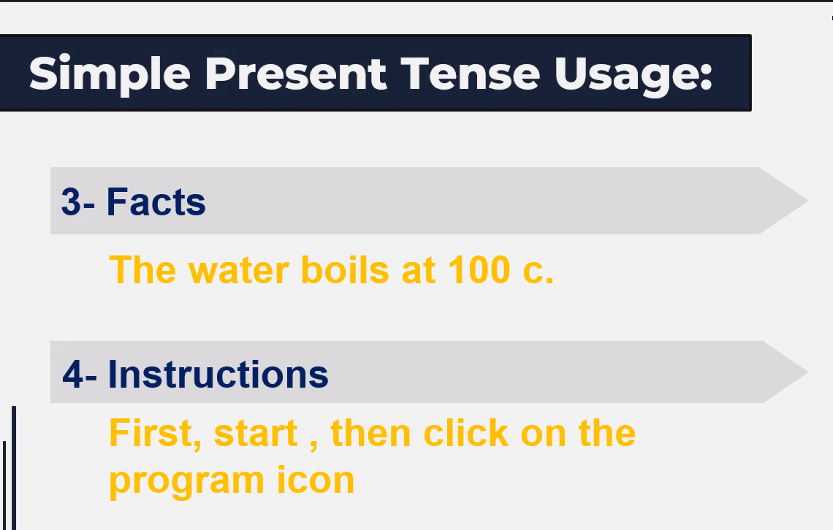 Simple Present Tense Usage:
3- Facts
The water boils at 100 c.
4- Instructions
First, start , then click on the
program icon